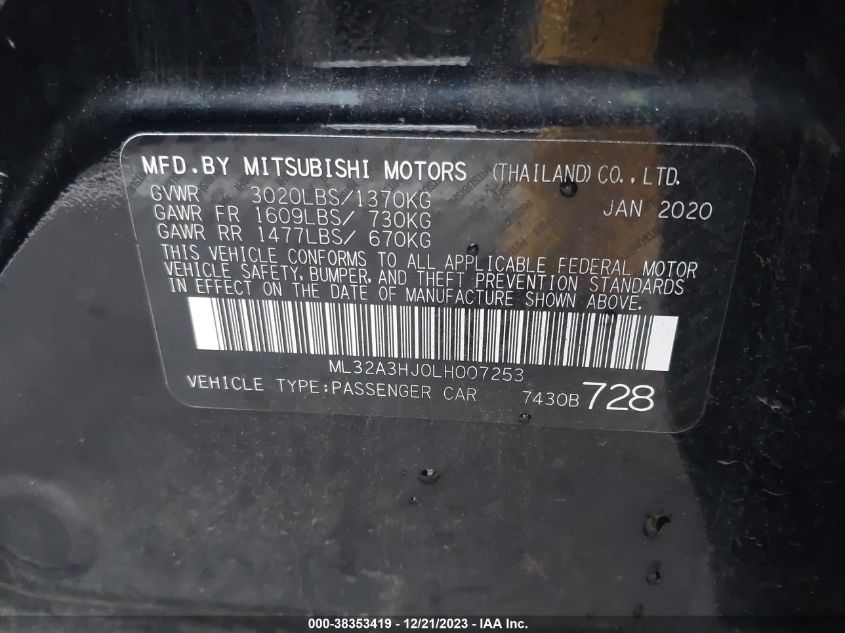 MFD.BY MITSUBISHI MOTORS (THAILAND) CO.,LTD.
GVWR 3020LBS/1370KG JAN 2020
GAWR FR 1609LBS/ 730KG
GAWR RR 1477LBS/ 670KG
THIS VEHICLE CONFORMS TO ALL APPLICABLE FEDERAL MOTOR
VEHICLE SAFETY, BUMPER, AND THEFT PREVENTION STANDARDS
IN EFFECT ON THE DATE OF MANUFACTURE SHOWN ABOVE.
ML32A3HJ0LH007253
VEHICLE TYPE:PASSENGER CAR 7430B 728
000-38353419 - 12/21/2023 - IAA Inc.